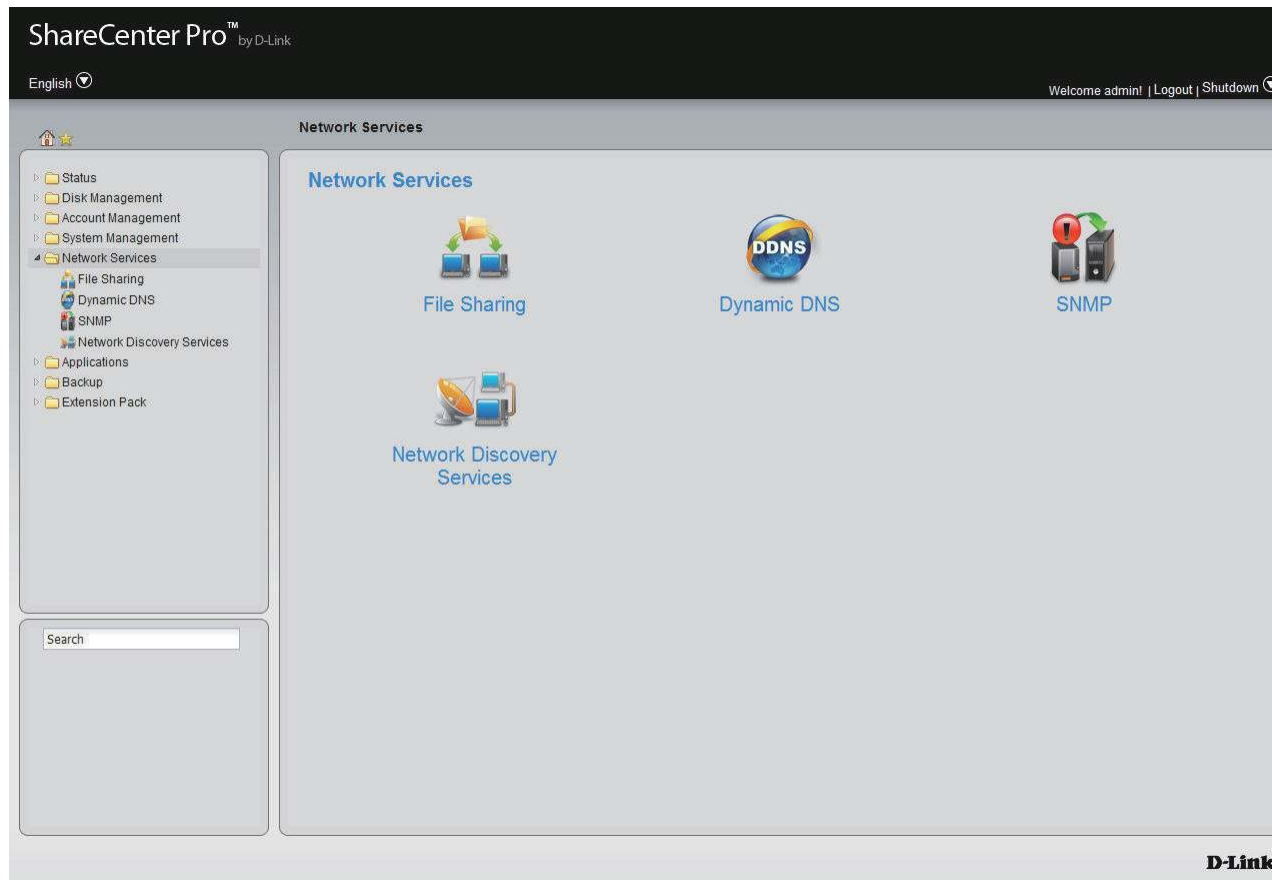 ShareCenter Pro™ by D-Link
English
Welcome admin! | Logout | Shutdown
Network Services
Status
Disk Management
Account Management
System Management
Network Services
File Sharing
Dynamic DNS
SNMP
Network Discovery Services
Applications
Backup
Extension Pack
Search
Network Services
File Sharing
DDNS
Dynamic DNS
SNMP
Network Discovery
Services
D-Link